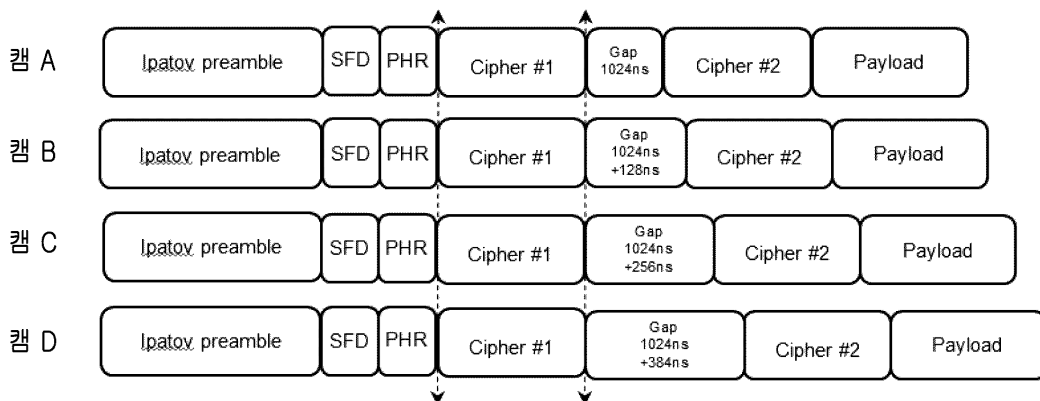 캠 A
Ipatov preamble
SFD
PHR
Cipher #1
Gap
1024ns
Cipher #2
Payload
캠 B
Ipatov preamble
SFD
PHR
Cipher #1
Gap
1024ns
+128ns
Cipher #2
Payload
캠 C
Ipatov preamble
SFD
PHR
Cipher #1
Gap
1024ns
+256ns
Cipher #2
Payload
캠 D
Ipatov preamble
SFD
PHR
Cipher #1
Gap
1024ns
+384ns
Cipher #2
Payload